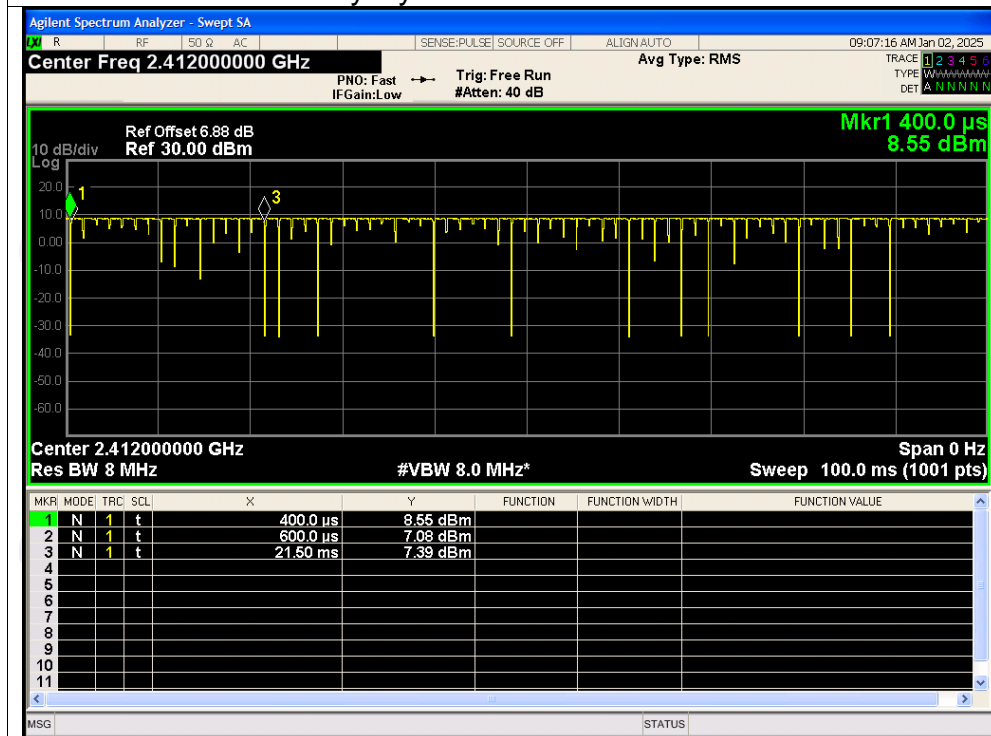 Agilent Spectrum Analyzer - Swept SA
LXI R RF 50 Ω AC SENSE:PULSE SOURCE OFF ALIGN AUTO 09:07:16 AM Jan 02, 2025
Center Freq 2.412000000 GHz Avg Type: RMS TRACE 1 2 3 4 5 6
PNO: Fast Trig: Free Run TYPE WWWWWW
IFGain:Low #Atten: 40 dB DET A N N N N N
Mkr1 400.0 µs
8.55 dBm
Ref Offset 6.88 dB
10 dB/div Ref 30.00 dBm
Log
20.0
10.0
0.00
-10.0
-20.0
-30.0
-40.0
-50.0
-60.0
1
3
Center 2.412000000 GHz Span 0 Hz
Res BW 8 MHz #VBW 8.0 MHz* Sweep 100.0 ms (1001 pts)
MKR MODE TRC SCL X Y FUNCTION FUNCTION WIDTH FUNCTION VALUE
1 N 1 t 400.0 µs 8.55 dBm
2 N 1 t 600.0 µs 7.08 dBm
3 N 1 t 21.50 ms 7.39 dBm
4
5
6
7
8
9
10
11
MSG STATUS